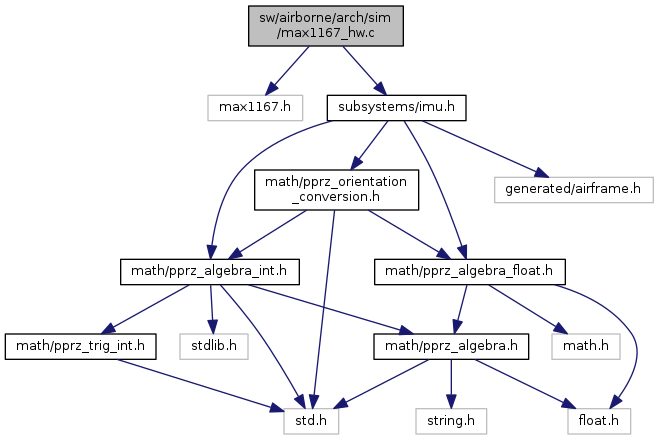 sw/airborne/arch/sim
/max1167_hw.c
max1167.h
subsystems/imu.h
math/pprz_orientation
_conversion.h
generated/airframe.h
math/pprz_algebra_int.h
math/pprz_algebra_float.h
math/pprz_trig_int.h
stdlib.h
math/pprz_algebra.h
math.h
std.h
string.h
float.h